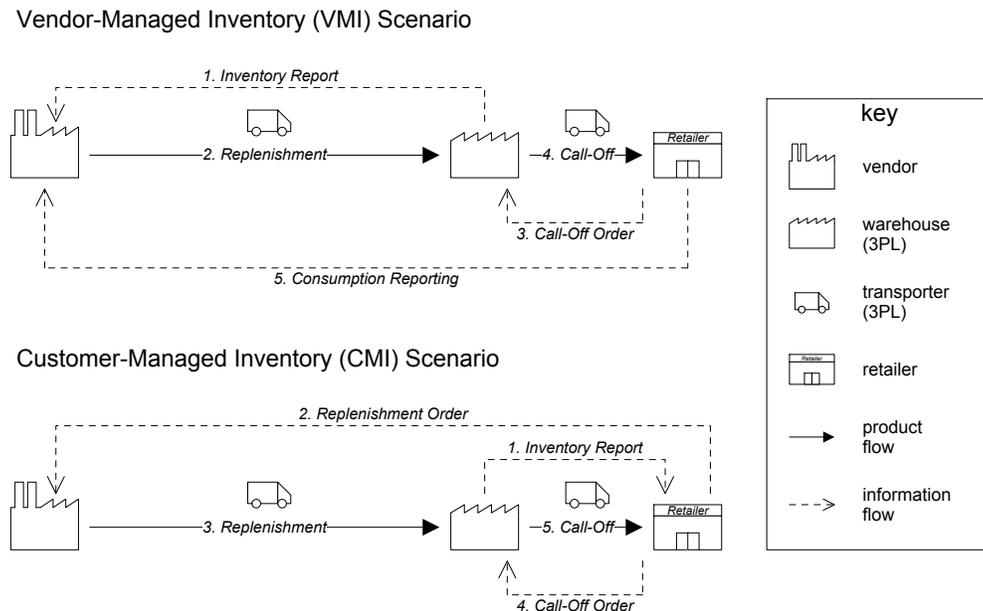 Vendor-Managed Inventory (VMI) Scenario
1. Inventory Report
2. Replenishment
4. Call-Off
Retailer
3. Call-Off Order
5. Consumption Reporting
Customer-Managed Inventory (CMI) Scenario
2. Replenishment Order
1. Inventory Report
3. Replenishment
5. Call-Off
Retailer
4. Call-Off Order
key
vendor
warehouse
(3PL)
transporter
(3PL)
Retailer
retailer
product
flow
information
flow